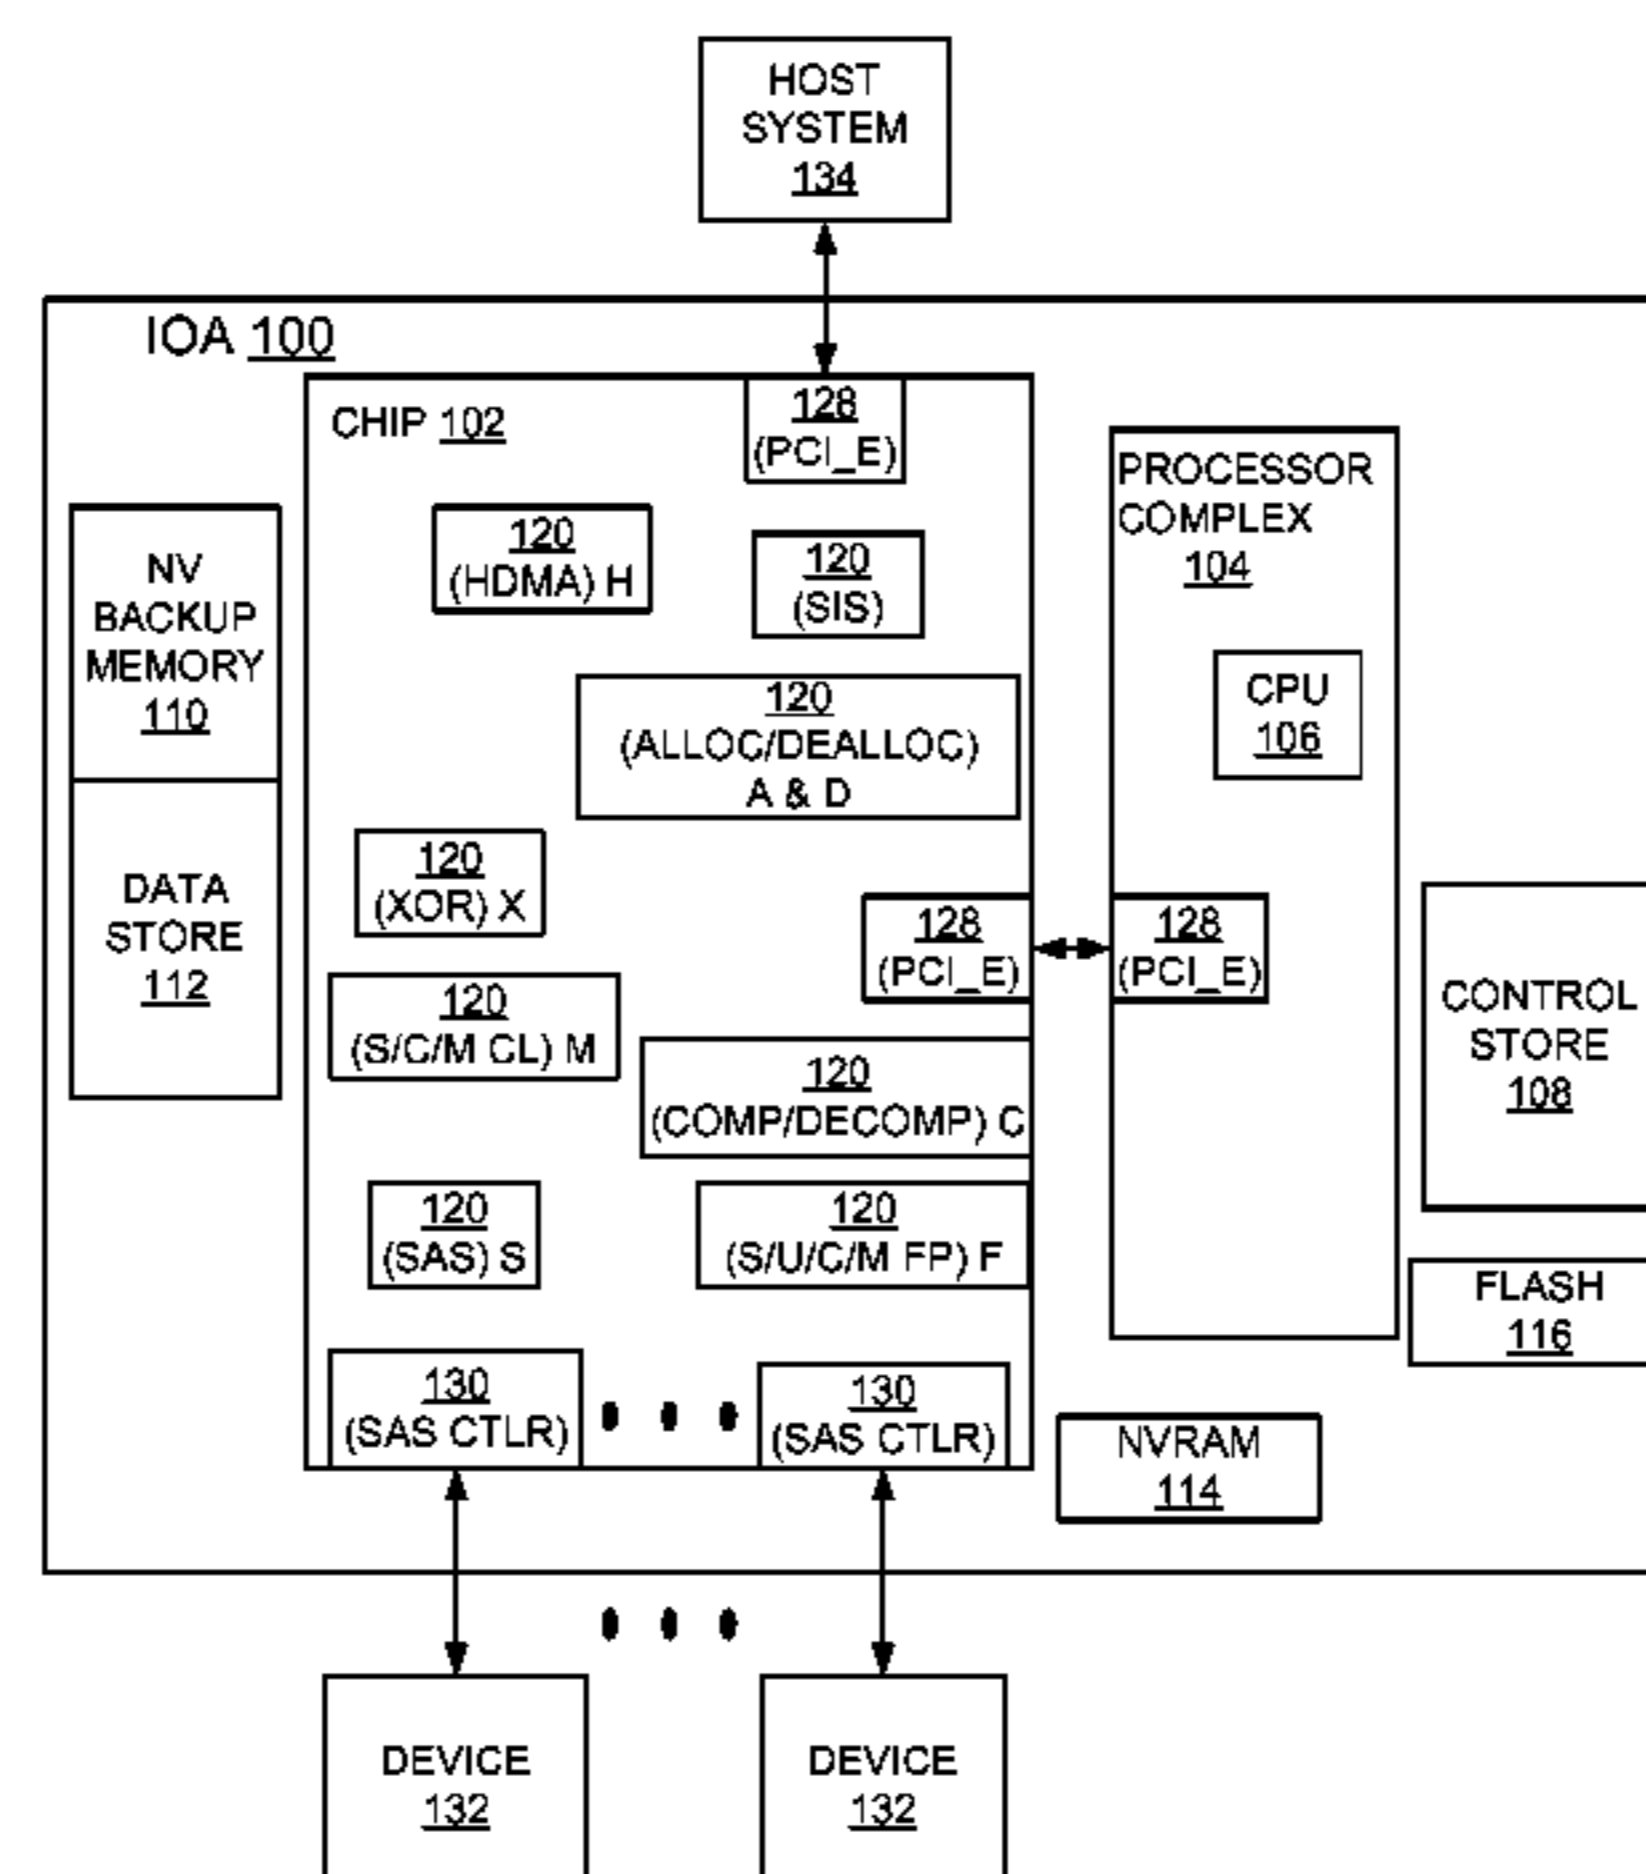 HOST
SYSTEM
134
IOA 100
CHIP 102
128
(PCI_E)
PROCESSOR
COMPLEX
104
NV
BACKUP
MEMORY
110
120
(HDMA) H
120
(SIS)
CPU
106
120
(ALLOC/DEALLOC)
A & D
DATA
STORE
112
120
(XOR) X
128
(PCI_E)
128
(PCI_E)
CONTROL
STORE
108
120
(S/C/M CL) M
120
(COMP/DECOMP) C
120
(SAS) S
120
(S/U/C/M FP) F
FLASH
116
130
(SAS CTLR)
130
(SAS CTLR)
NVRAM
114
DEVICE
132
DEVICE
132